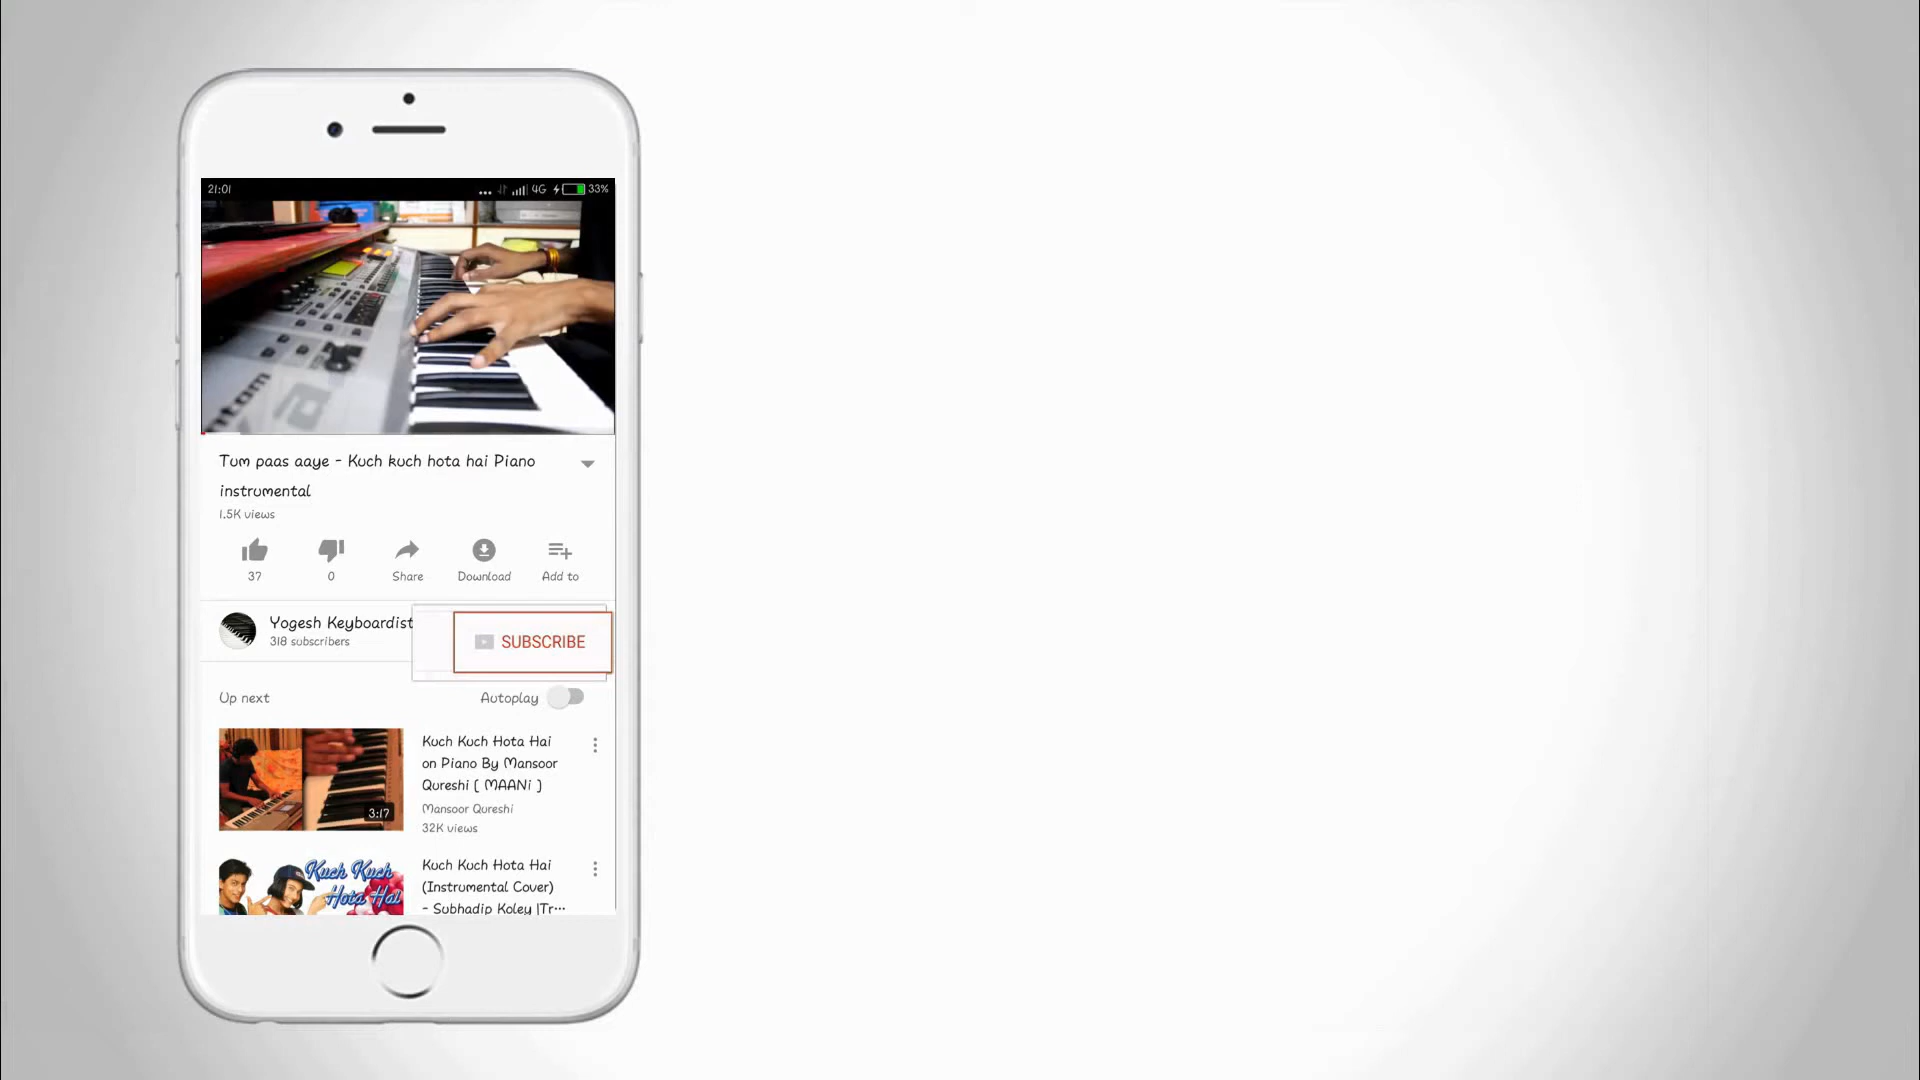 21:01
4G 33%
ntom
Tum paas aaye - Kuch kuch hota hai Piano
instrumental
1.5K views
37
0
Share
Download
Add to
Yogesh Keyboardist
318 subscribers
SUBSCRIBE
Up next
Autoplay
3:17
Kuch Kuch Hota Hai
on Piano By Mansoor
Qureshi [ MAANi ]
Mansoor Qureshi
32K views
Kuch Kuch
Hota Hai
Kuch Kuch Hota Hai
(Instrumental Cover)
- Subhadip Koley |Tr...